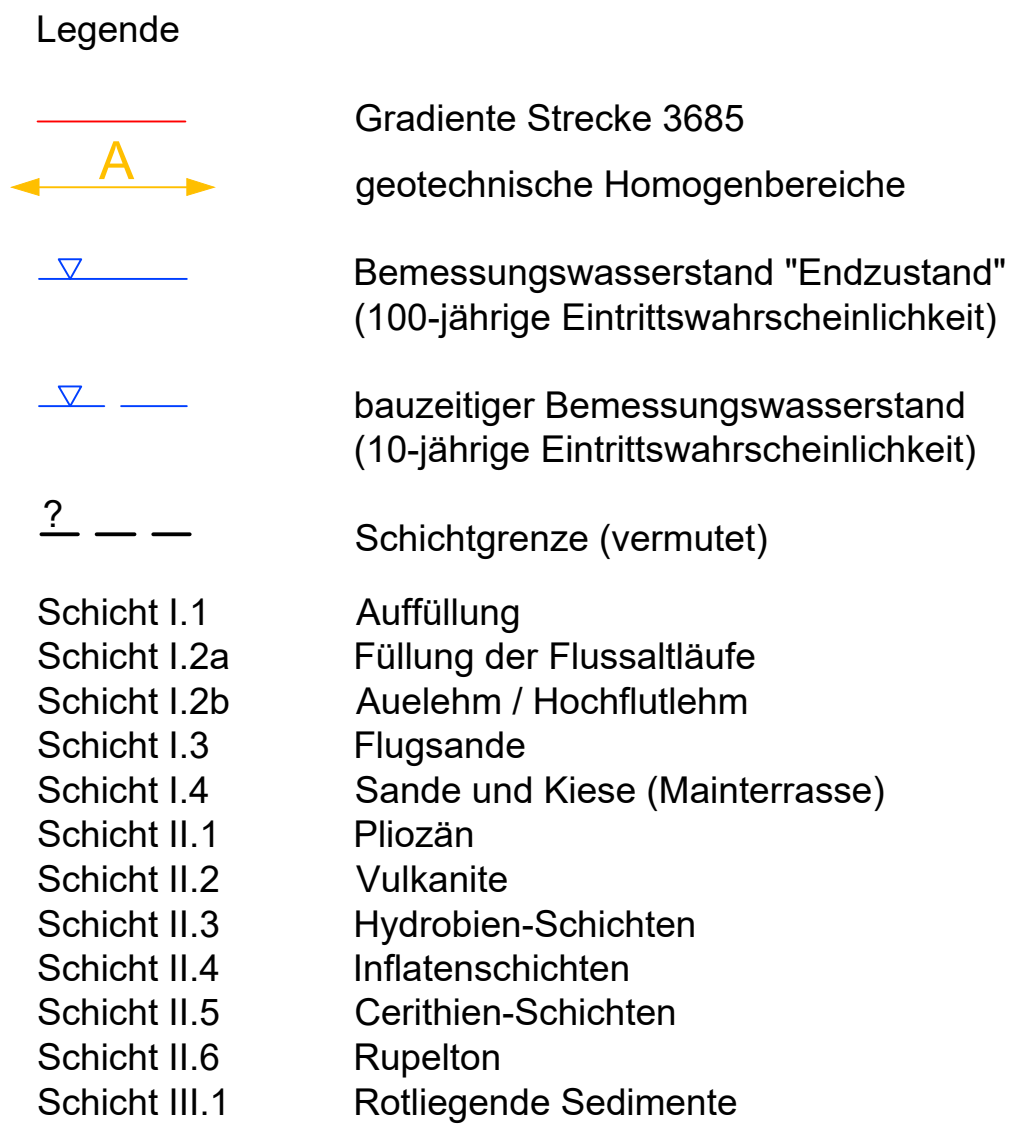 Legende
Gradiente Strecke 3685
A
geotechnische Homogenbereiche
Bemessungswasserstand "Endzustand"
(100-jährige Eintrittswahrscheinlichkeit)
bauzeitiger Bemessungswasserstand
(10-jährige Eintrittswahrscheinlichkeit)
?
Schichtgrenze (vermutet)
Schicht I.1 Auffüllung
Schicht I.2a Füllung der Flussaltläufe
Schicht I.2b Auelehm / Hochflutlehm
Schicht I.3 Flugsande
Schicht I.4 Sande und Kiese (Mainterrasse)
Schicht II.1 Pliozän
Schicht II.2 Vulkanite
Schicht II.3 Hydrobien-Schichten
Schicht II.4 Inflatenschichten
Schicht II.5 Cerithien-Schichten
Schicht II.6 Rupelton
Schicht III.1 Rotliegende Sedimente